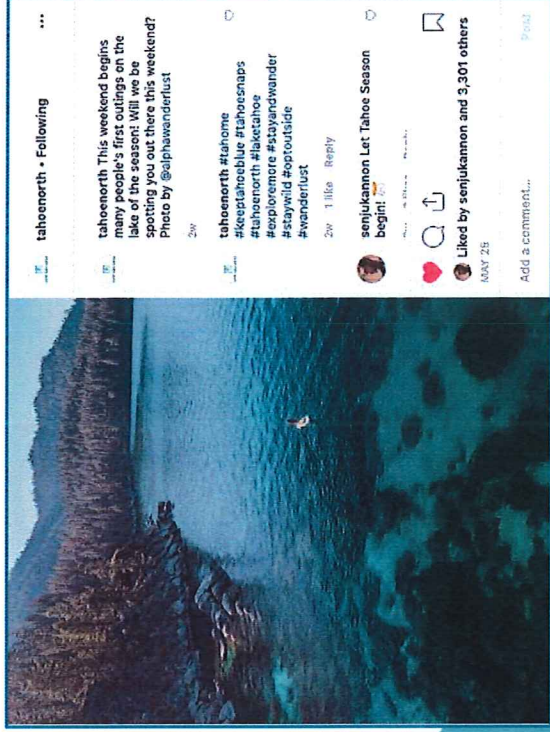 tahoenorth • Following
•••
tahoenorth This weekend begins
many people's first outings on the
lake of the season! Will we be
spotting you out there this weekend?
Photo by @alphawanderlust
2w
tahoenorth #tahome
#keeptahoeblue #tahoesnaps
#tahoenorth #laketahoe
#exploremore #stayandwander
#staywild #optoutside
#wanderlust
2w 1 like Reply
senjukannon Let Tahoe Season
begin!
Liked by senjukannon and 3,301 others
Add a comment...
Post